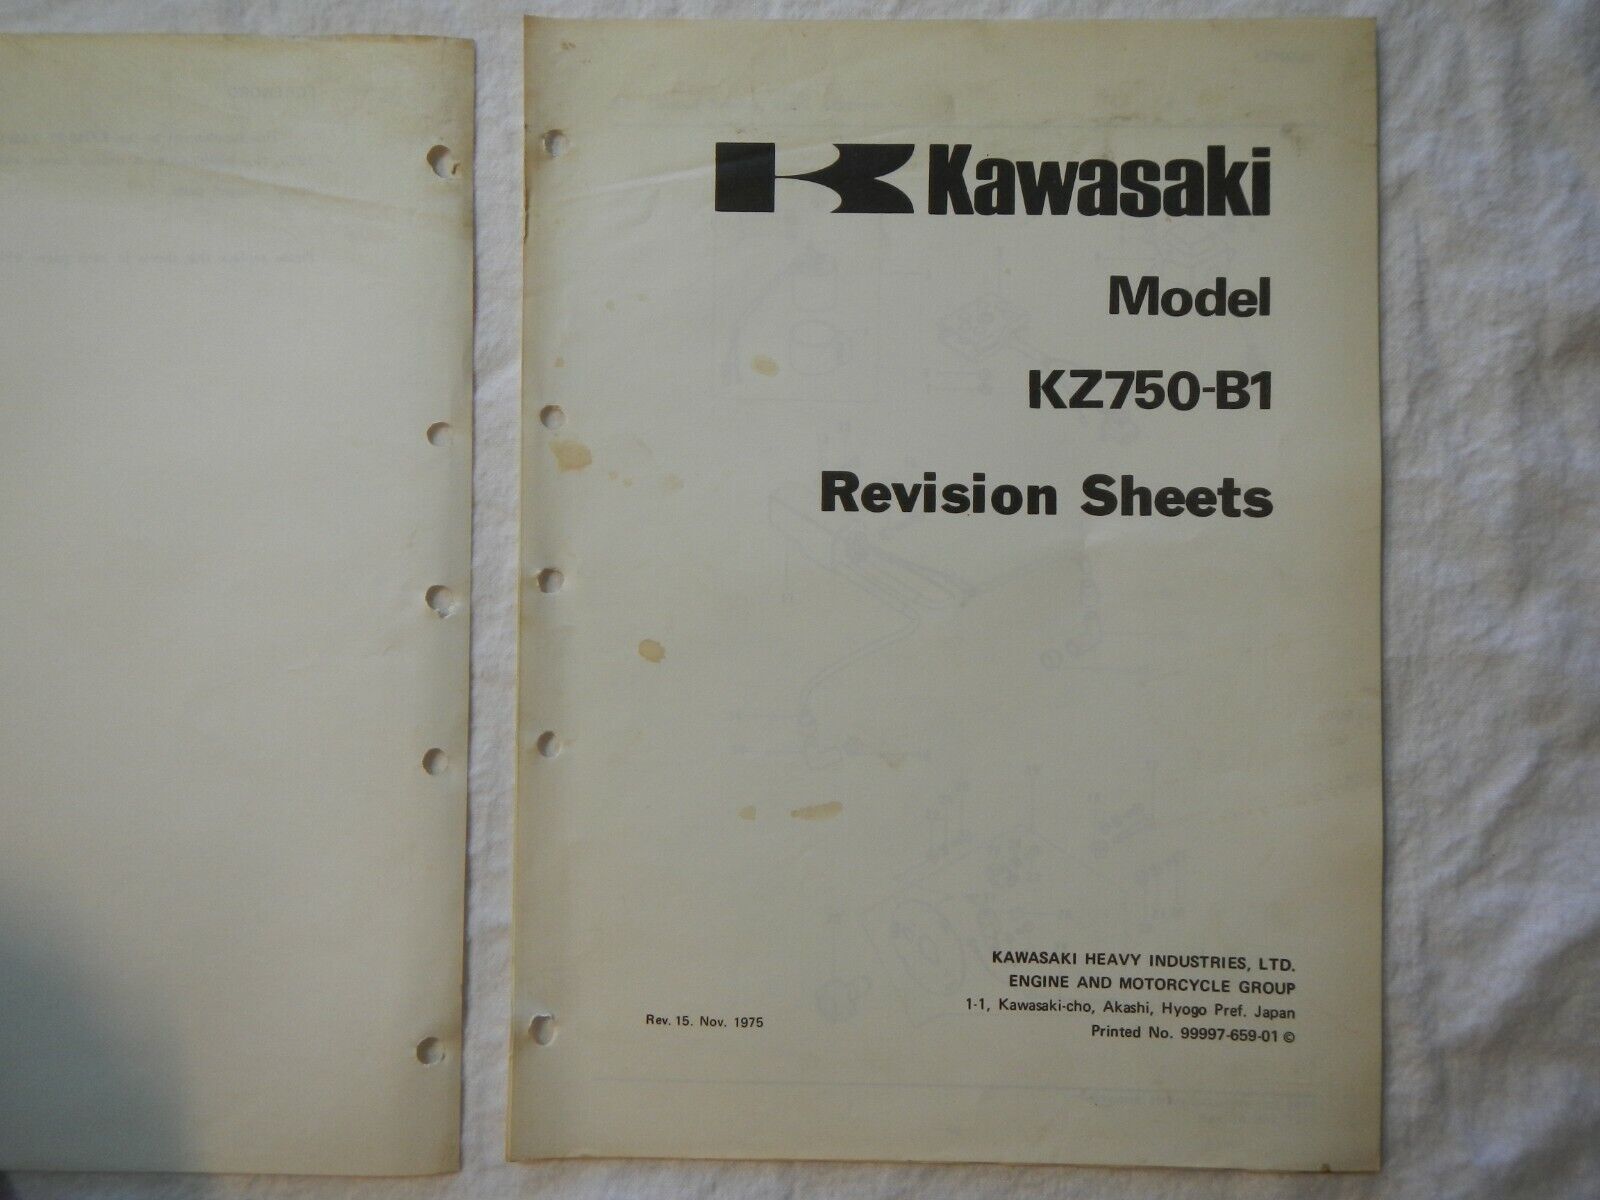 Kawasaki
Model
KZ750-B1
Revision Sheets
KAWASAKI HEAVY INDUSTRIES, LTD.
ENGINE AND MOTORCYCLE GROUP
1-1, Kawasaki-cho, Akashi, Hyogo Pref. Japan
Rev. 15. Nov. 1975
Printed No. 99997-659-01 ©